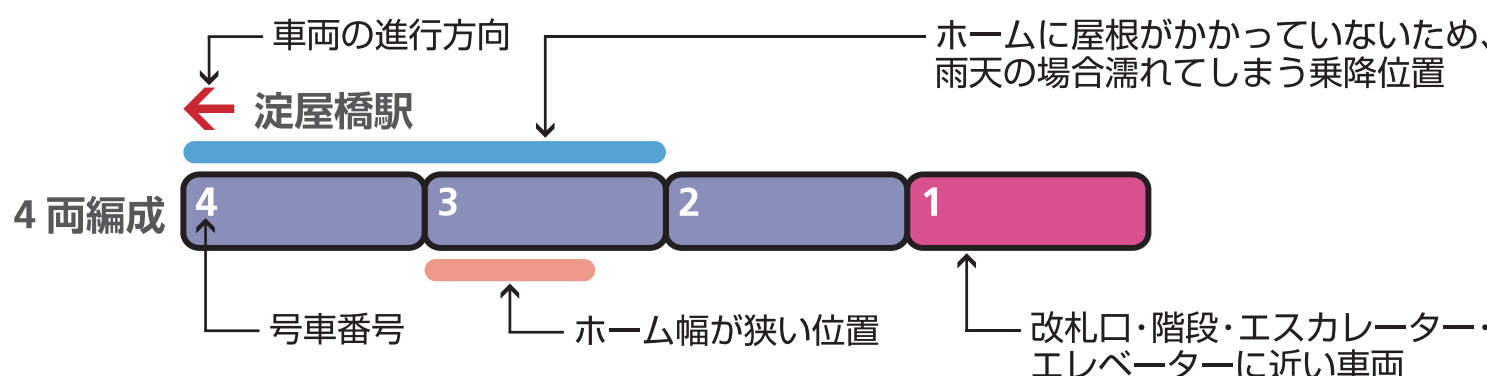 車両の進行方向
ホームに屋根がかかっていないため、
雨天の場合濡れてしまう乗降位置
淀屋橋駅
4 両編成
4
3
2
1
号車番号
ホーム幅が狭い位置
改札口・階段・エスカレーター・
エレベーターに近い車両